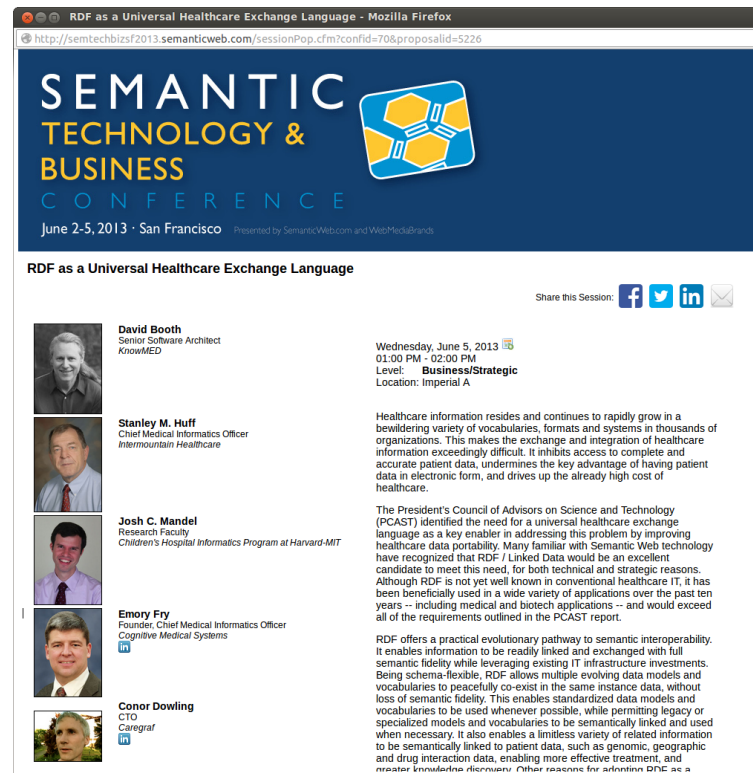 RDF as a Universal Healthcare Exchange Language - Mozilla Firefox
http://semtechbizsf2013.semanticweb.com/sessionPop.cfm?confid=70&proposalid=5226
SEMANTIC
TECHNOLOGY &
BUSINESS
CONFERENCE
June 2-5, 2013 · San Francisco Presented by SemanticWeb.com and WebMediaBrands
RDF as a Universal Healthcare Exchange Language
Share this Session:
David Booth
Senior Software Architect
KnowMED
Stanley M. Huff
Chief Medical Informatics Officer
Intermountain Healthcare
Josh C. Mandel
Research Faculty
Children's Hospital Informatics Program at Harvard-MIT
Emory Fry
Founder, Chief Medical Informatics Officer
Cognitive Medical Systems
in
Conor Dowling
CTO
Caregraf
in
Wednesday, June 5, 2013
01:00 PM - 02:00 PM
Level: Business/Strategic
Location: Imperial A
Healthcare information resides and continues to rapidly grow in a
bewildering variety of vocabularies, formats and systems in thousands of
organizations. This makes the exchange and integration of healthcare
information exceedingly difficult. It inhibits access to complete and
accurate patient data, undermines the key advantage of having patient
data in electronic form, and drives up the already high cost of
healthcare.
The President's Council of Advisors on Science and Technology
(PCAST) identified the need for a universal healthcare exchange
language as a key enabler in addressing this problem by improving
healthcare data portability. Many familiar with Semantic Web technology
have recognized that RDF / Linked Data would be an excellent
candidate to meet this need, for both technical and strategic reasons.
Although RDF is not yet well known in conventional healthcare IT, it has
been beneficially used in a wide variety of applications over the past ten
years -- including medical and biotech applications -- and would exceed
all of the requirements outlined in the PCAST report.
RDF offers a practical evolutionary pathway to semantic interoperability.
It enables information to be readily linked and exchanged with full
semantic fidelity while leveraging existing IT infrastructure investments.
Being schema-flexible, RDF allows multiple evolving data models and
vocabularies to peacefully co-exist in the same instance data, without
loss of semantic fidelity. This enables standardized data models and
vocabularies to be used whenever possible, while permitting legacy or
specialized models and vocabularies to be semantically linked and used
when necessary. It also enables a limitless variety of related information
to be semantically linked to patient data, such as genomic, geographic
and drug interaction data, enabling more effective treatment, and
greater knowledge discovery. Other reasons for adopting RDF as a